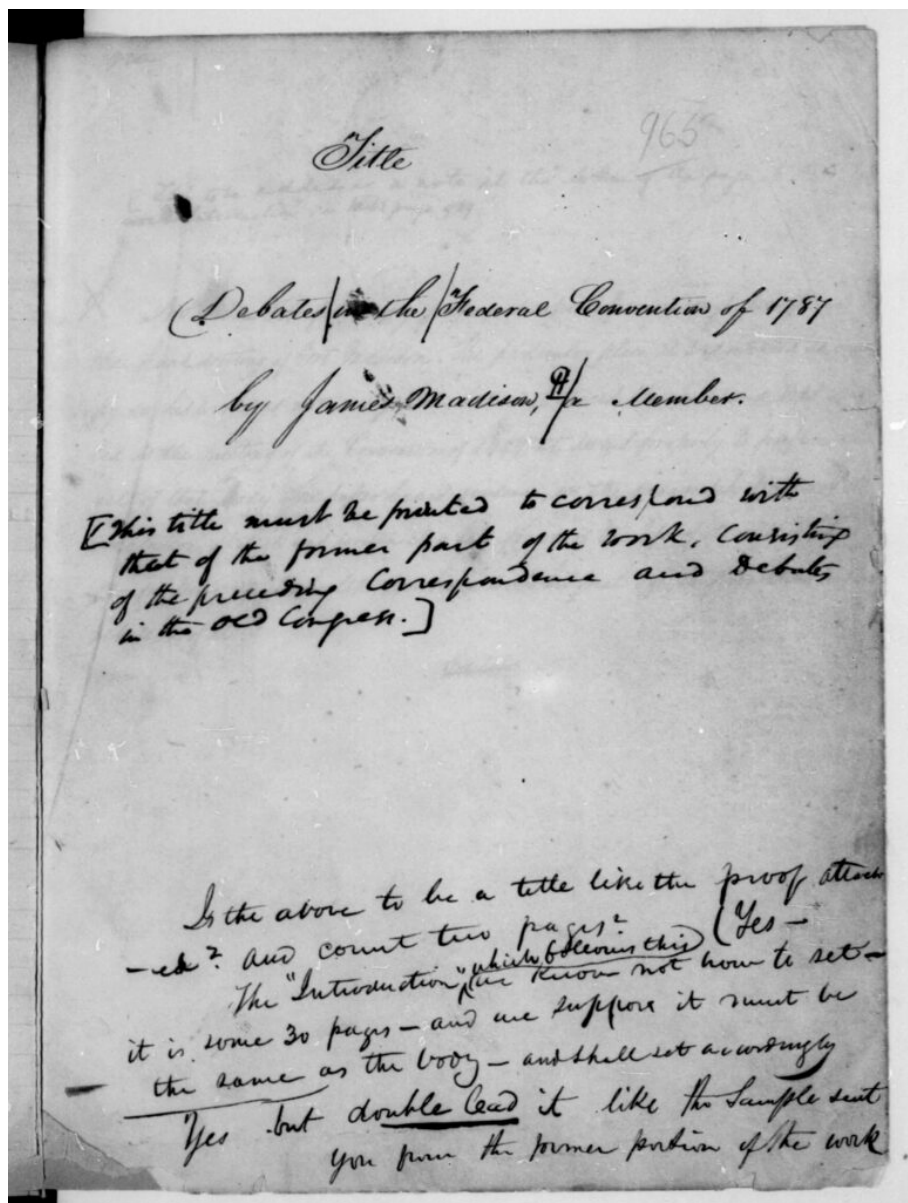 965
Title
(Debates/in the/Federal Convention of 1787
by James Madison, /a Member.
[This title must be printed to correspond with
that of the former part of the work, consisting
of the preceding Correspondence and Debates
in the Old Congress.]
Is the above to be a title like the proof attach
-ed? and count two pages? (Yes —
which follows this
The "Introduction", we know not how to set —
it is some 30 pages — and we suppose it must be
the same as the body — and shall set accordingly
Yes but double lead it like the Sample sent
you from the former portion of the work